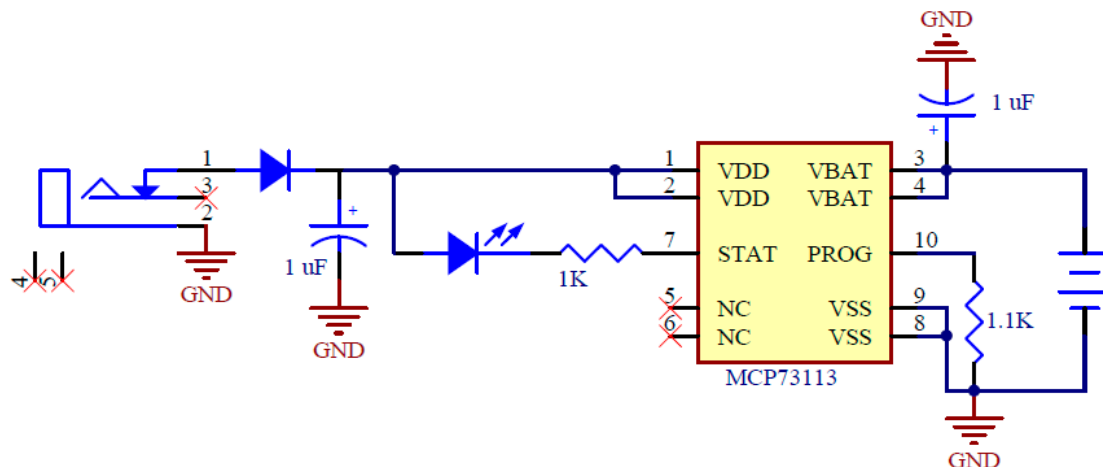 GND
1 uF
+
1
3
2
4
5
GND
+
1 uF
GND
1K
1 VDD VBAT 3
2 VDD VBAT 4
7 STAT PROG 10
5 NC VSS 9
6 NC VSS 8
MCP73113
1.1K
GND